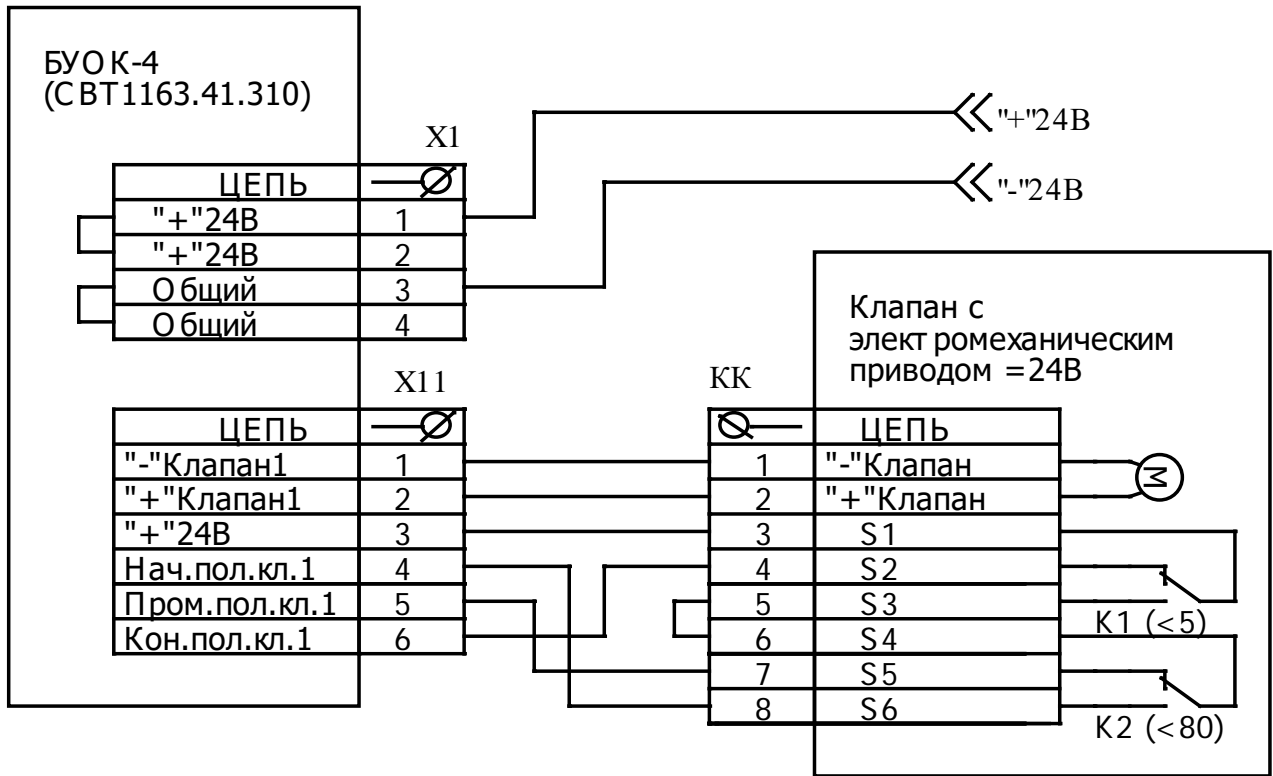 БУОК-4
(СВТ1163.41.310)
X1
ЦЕПЬ
"+"24В 1
"+"24В 2
Общий 3
Общий 4
"+"24В
"-"24В
Клапан с
электромеханическим
приводом =24В
X11
ЦЕПЬ
"-"Клапан1 1
"+"Клапан1 2
"+"24В 3
Нач.пол.кл.1 4
Пром.пол.кл.1 5
Кон.пол.кл.1 6
КК
ЦЕПЬ
1 "-"Клапан
2 "+"Клапан
3 S1
4 S2
5 S3
6 S4
7 S5
8 S6
M
K1 (<5)
K2 (<80)